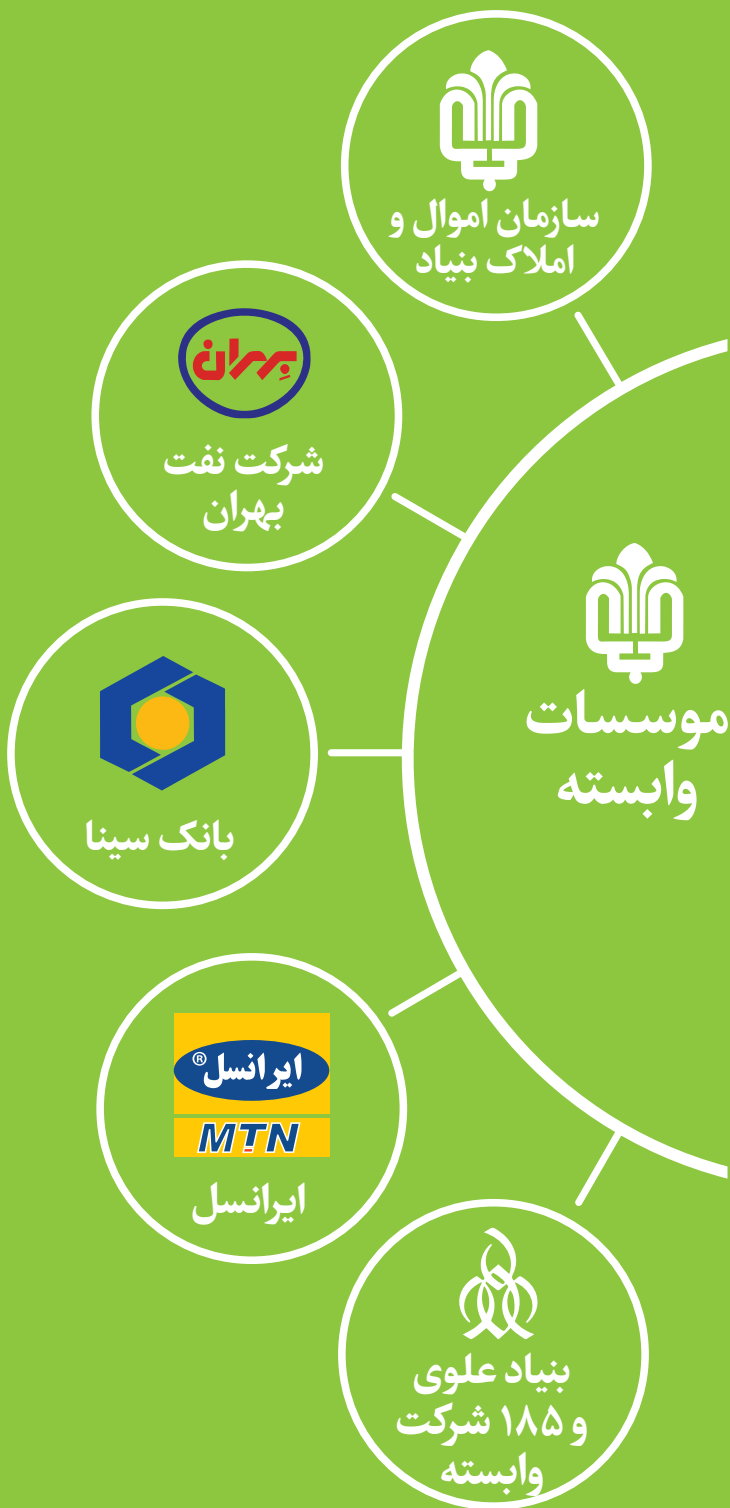 سازمان اموال و
املاک بنیاد
بهران
شرکت نفت
بهران
موسسات
وابسته
بانک سینا
ایرانسل®
MTN
ایرانسل
بنیاد علوی
و ۱۸۵ شرکت
وابسته